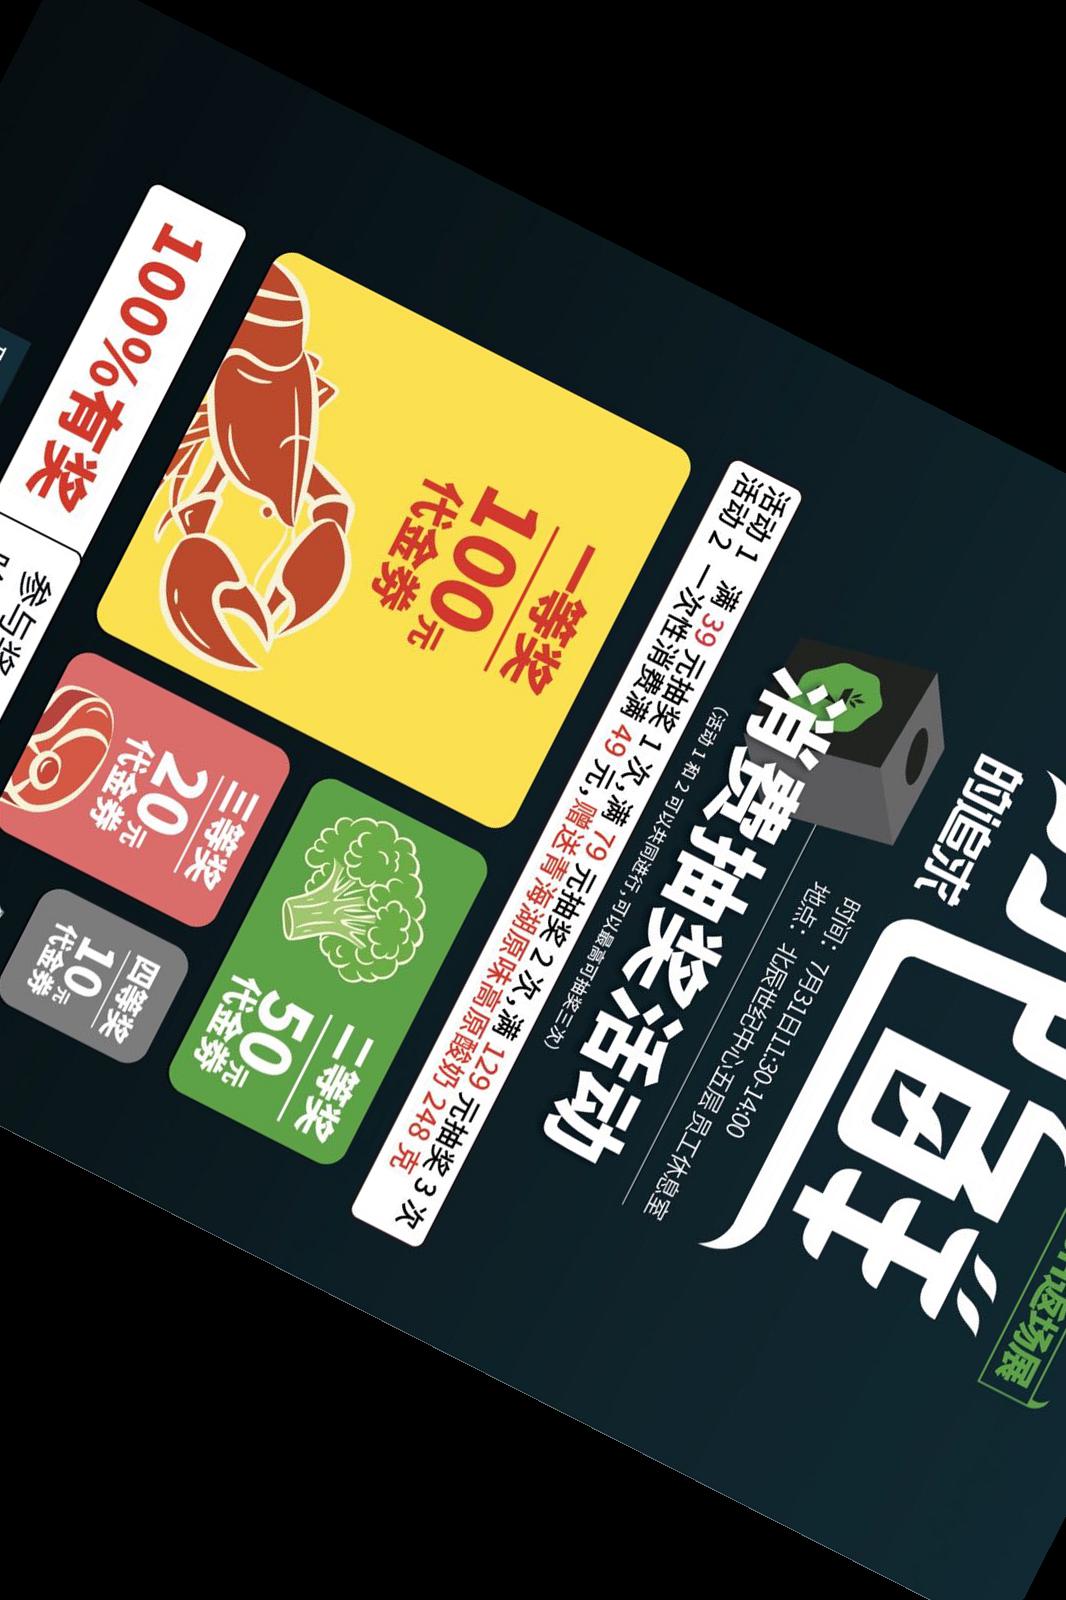 返场展
的追求
鲜
时间：7月31日11:30-14:00
地点：北辰世纪中心五层员工休息室
消费抽奖活动
(活动1和2可以共同进行，可以最高可抽奖三次)
活动1 满39元抽奖1次，满79元抽奖2次，满129元抽奖3次
活动2 一次性消费满49元，赠送青海湖原味高原酸奶248克
一等奖
100元
代金券
二等奖
50元
代金券
三等奖
20元
代金券
四等奖
10元
代金券
100%有奖
参与奖